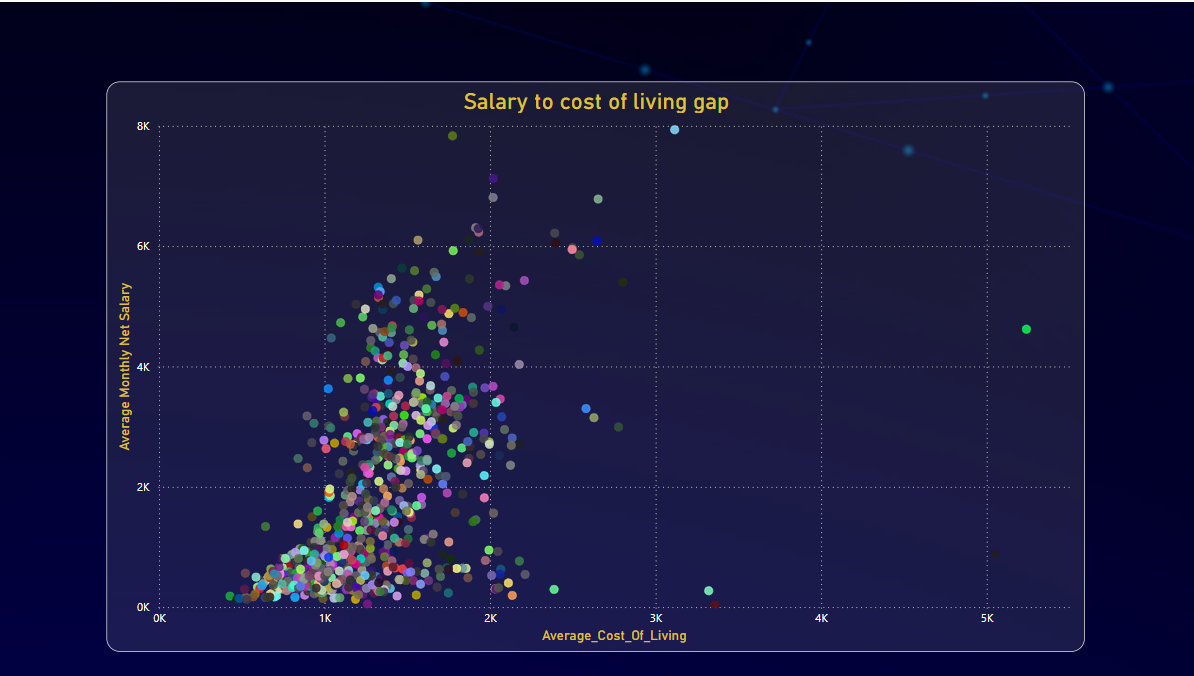 Salary to cost of living gap
8K
6K
4K
2K
0K
Average Monthly Net Salary
0K 1K 2K 3K 4K 5K
Average_Cost_Of_Living